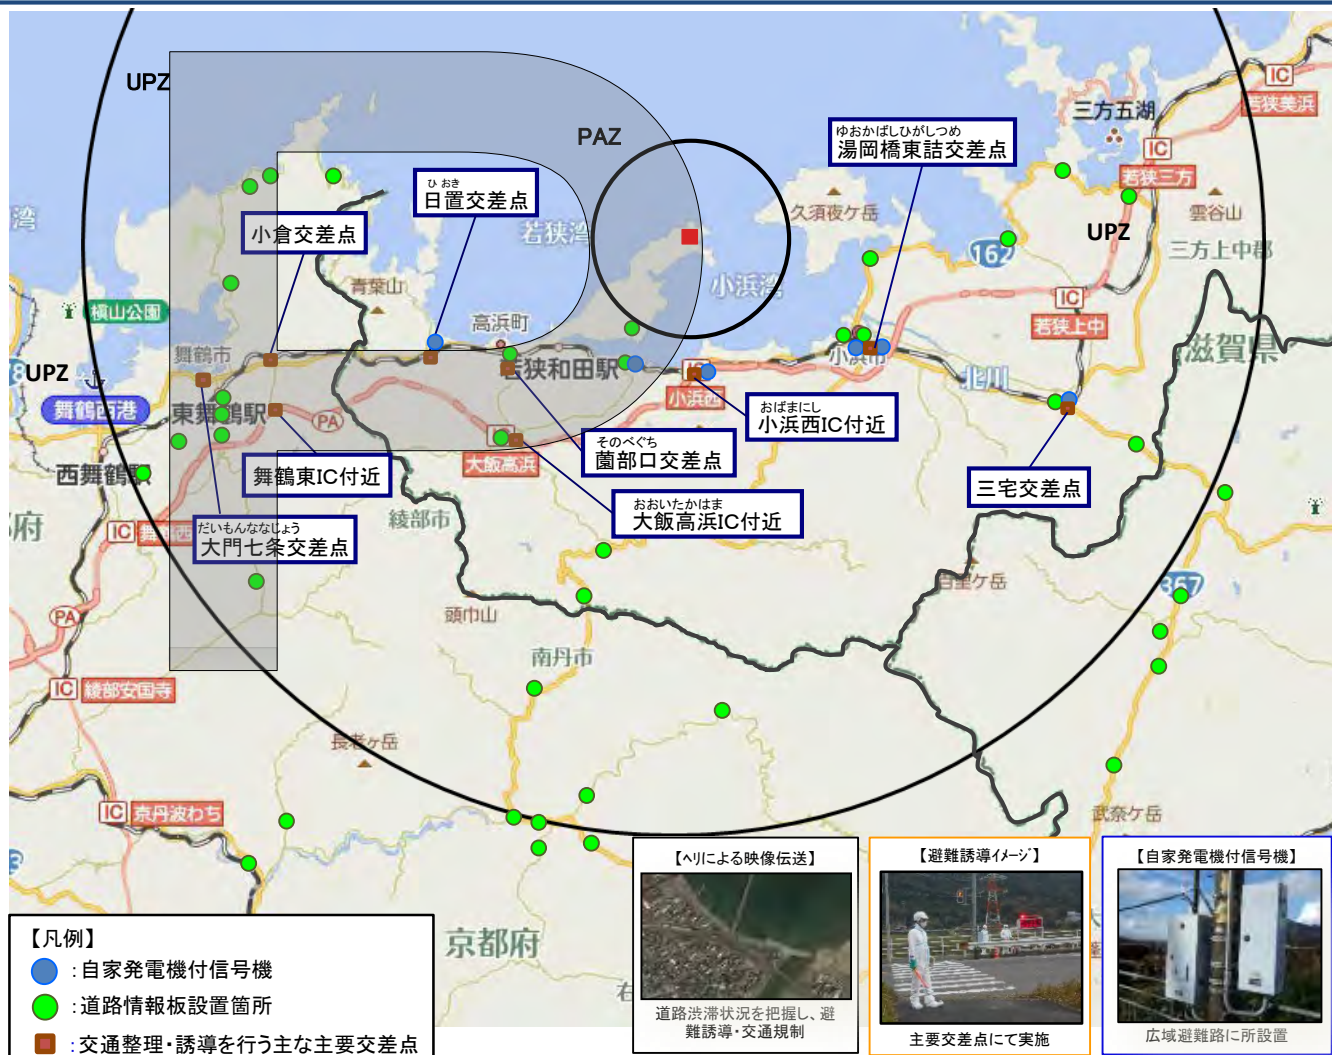 UPZ
PAZ
ゆおかばしひがしつめ
湯岡橋東詰交差点
三方五湖
IC
若狭美浜
IC
若狭三方
雲谷山
UPZ
三方上中郡
ひおき
日置交差点
小倉交差点
若狭湾
久須夜ケ岳
162
小浜湾
青葉山
横山公園
高浜町
IC
若狭上中
滋賀県
舞鶴市
UPZ
舞鶴西港
東舞鶴駅
若狭和田駅
小浜市
北川
IC
小浜西
PA
おばまにし
小浜西IC付近
そのべぐち
薗部口交差点
西舞鶴駅
舞鶴東IC付近
大飯高浜
おおいたかはま
大飯高浜IC付近
三宅交差点
綾部市
IC
だいもんななじょう
大門七条交差点
百里ケ岳
367
PA
頭巾山
南丹市
IC
綾部安国寺
長老ヶ岳
IC
京丹波わち
武奈ケ岳
京都府
【ヘリによる映像伝送】
道路渋滞状況を把握し、避
難誘導・交通規制
【避難誘導イメージ】
主要交差点にて実施
【自家発電機付信号機】
広域避難路に所設置
【凡例】
：自家発電機付信号機
：道路情報板設置箇所
：交通整理・誘導を行う主な主要交差点